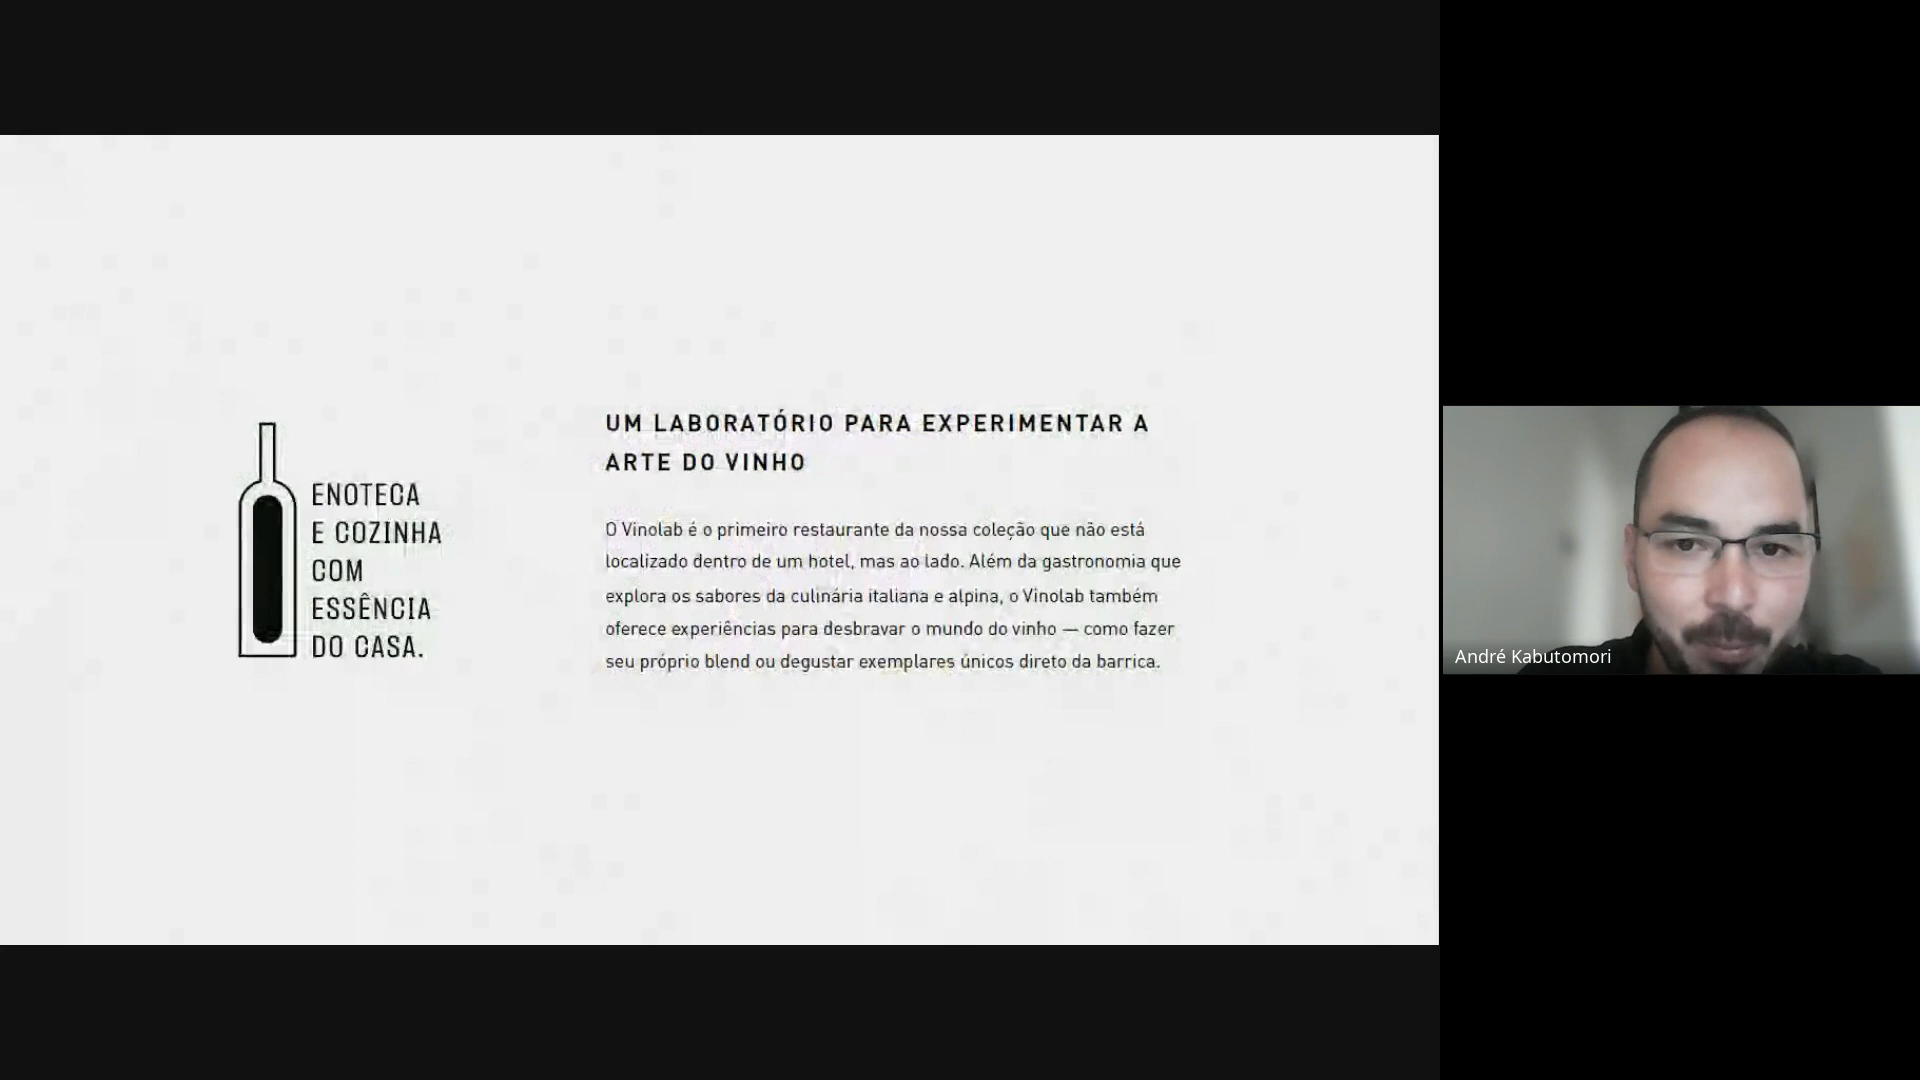 ENOTECA
E COZINHA
COM
ESSÊNCIA
DO CASA.
UM LABORATÓRIO PARA EXPERIMENTAR A
ARTE DO VINHO
O Vinolab é o primeiro restaurante da nossa coleção que não está
localizado dentro de um hotel, mas ao lado. Além da gastronomia que
explora os sabores da culinária italiana e alpina, o Vinolab também
oferece experiências para desbravar o mundo do vinho — como fazer
seu próprio blend ou degustar exemplares únicos direto da barrica.
André Kabutomori